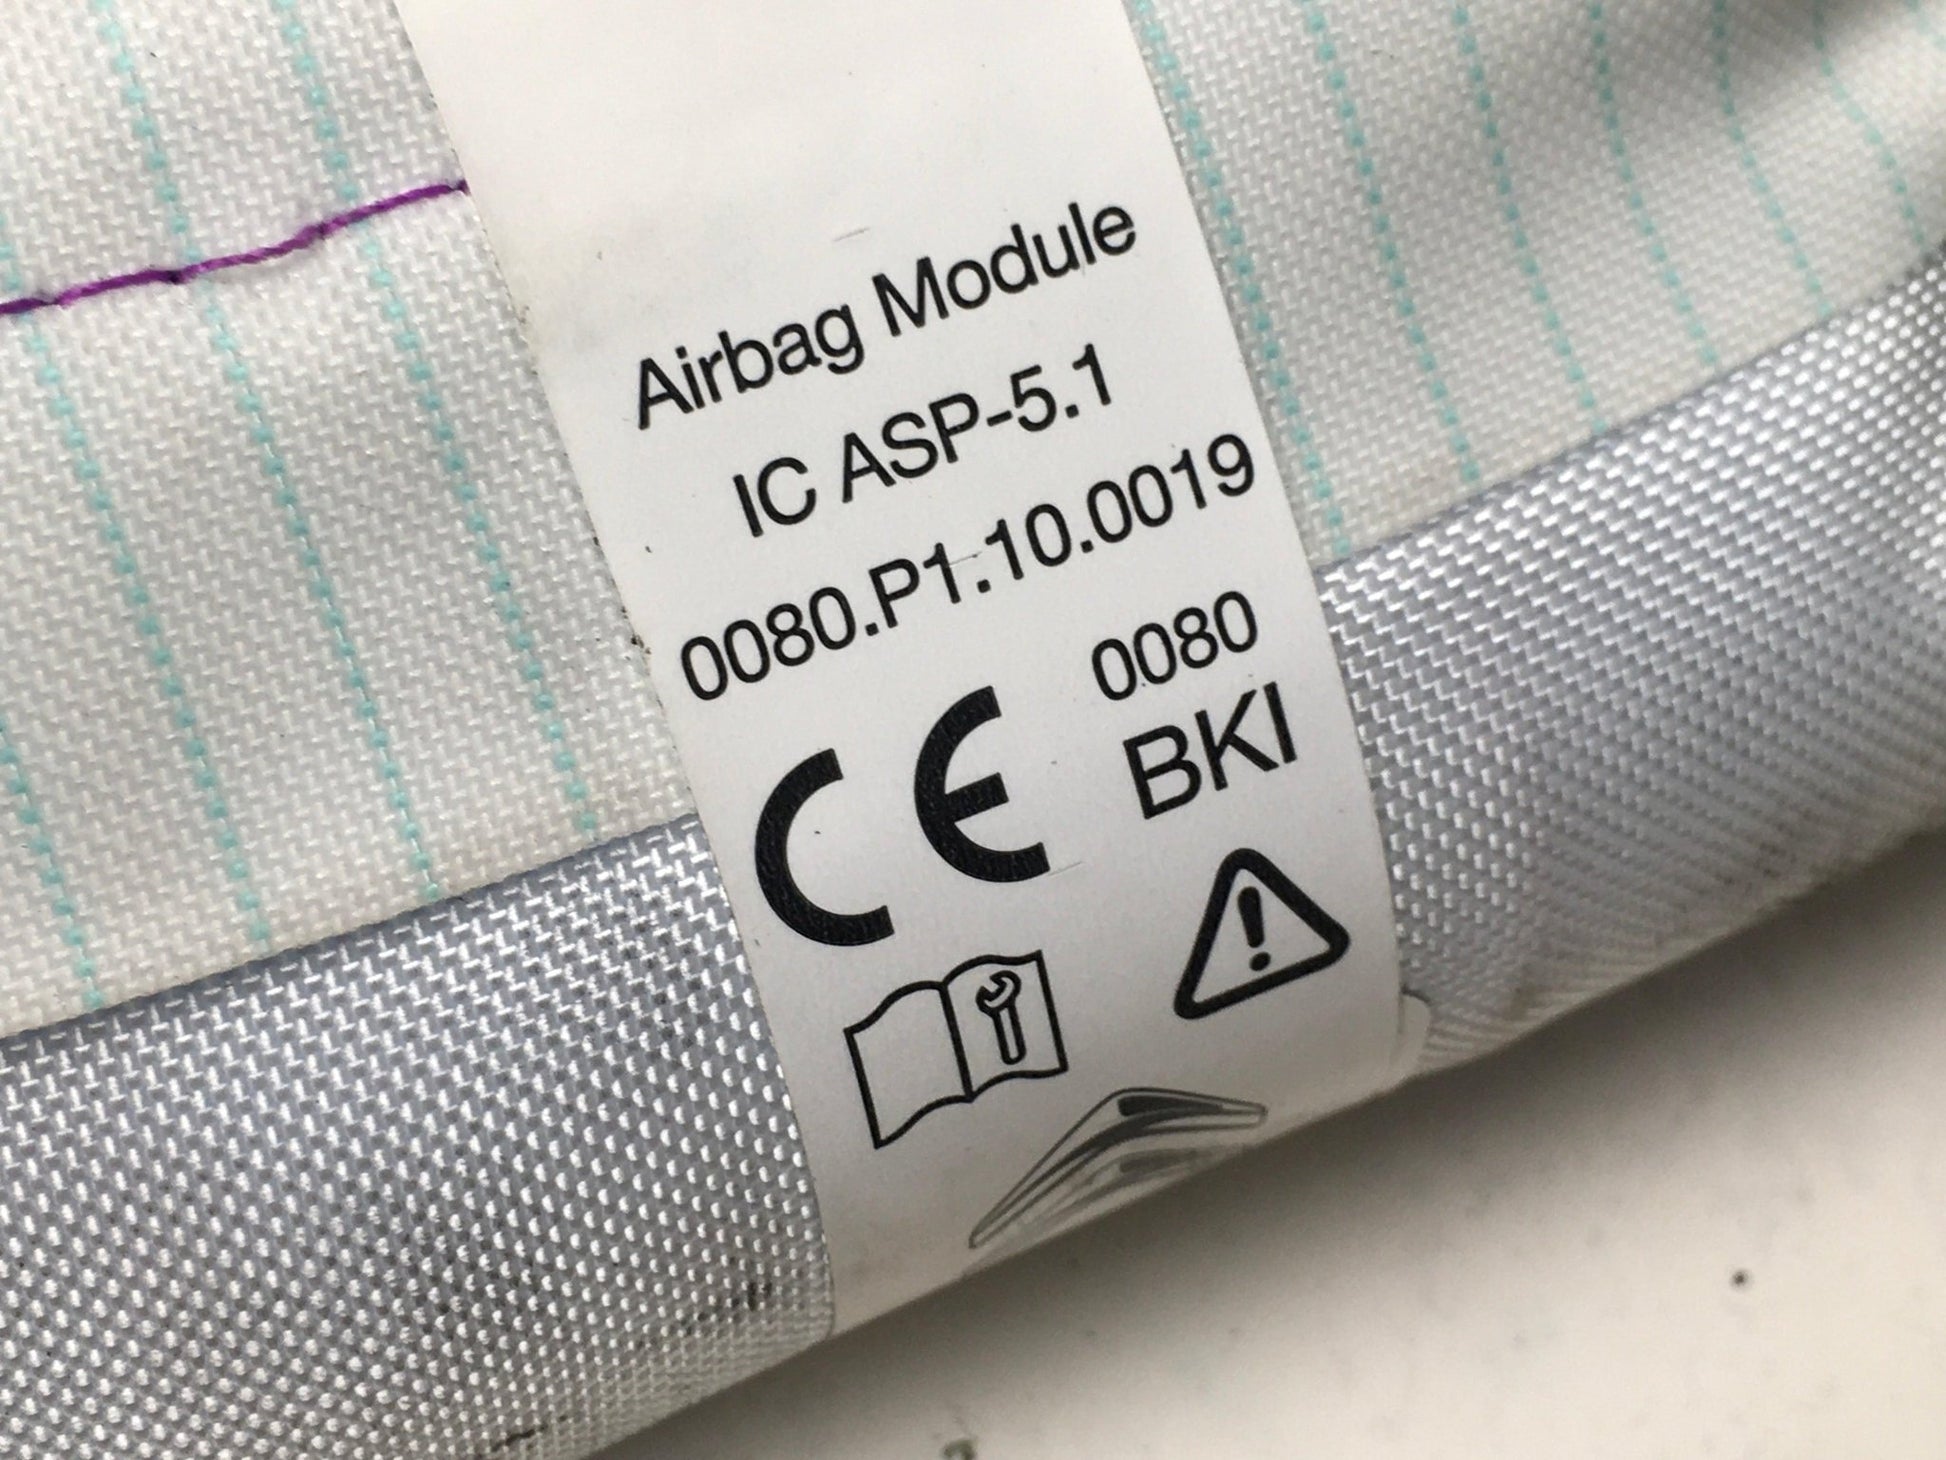 Airbag Module
IC ASP-5.1
0080.P1.10.0019
CE
0080
BKI